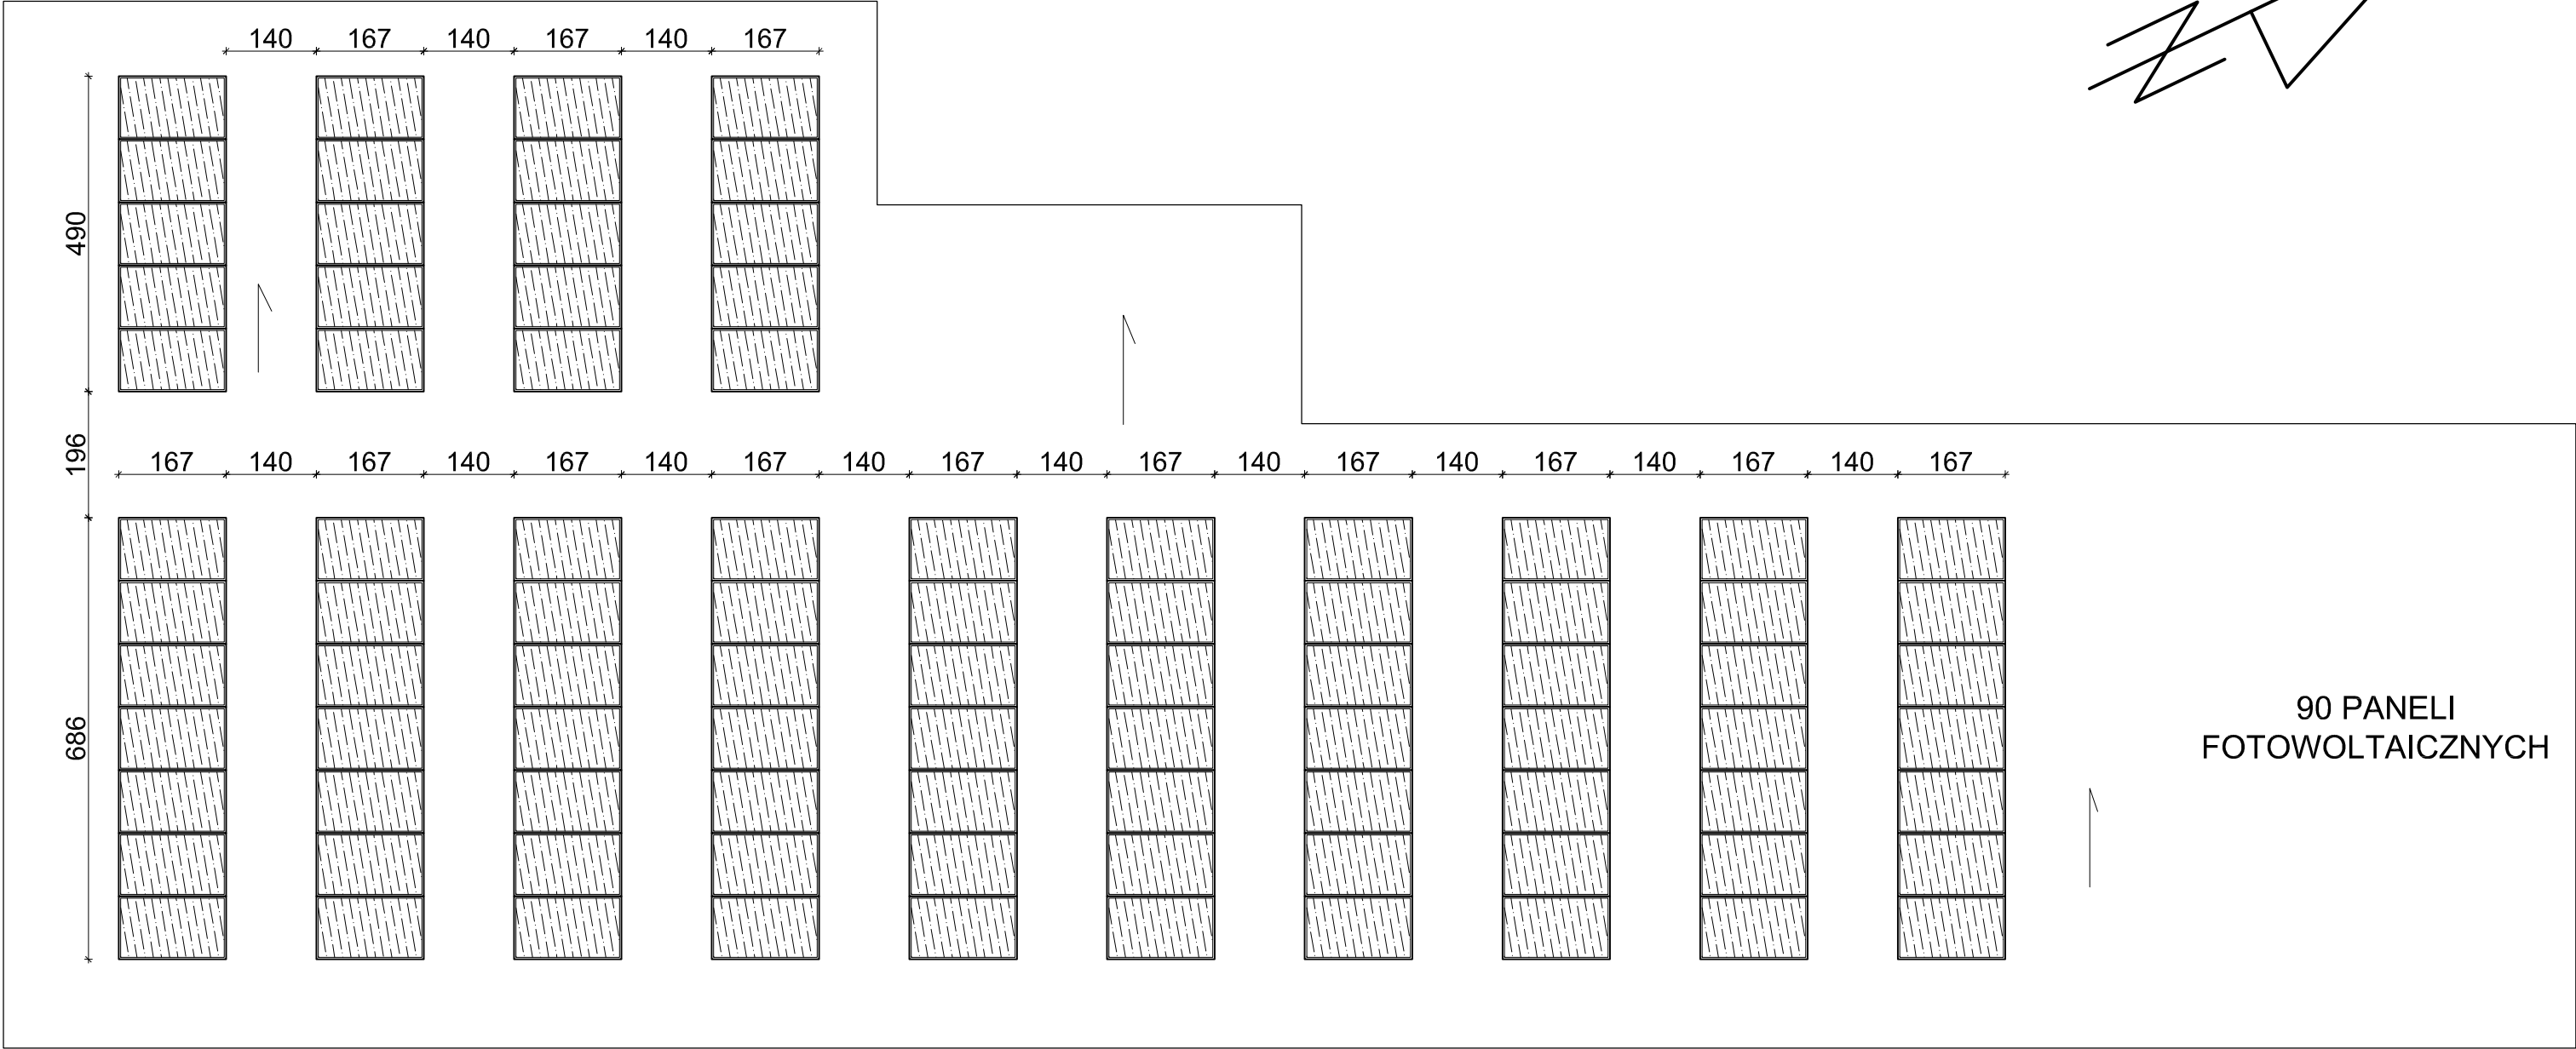 140 167 140 167 140 167
490
196
167 140 167 140 167 140 167 140 167 140 167 140 167 140 167 140 167 140 167
686
90 PANELI
FOTOWOLTAICZNYCH